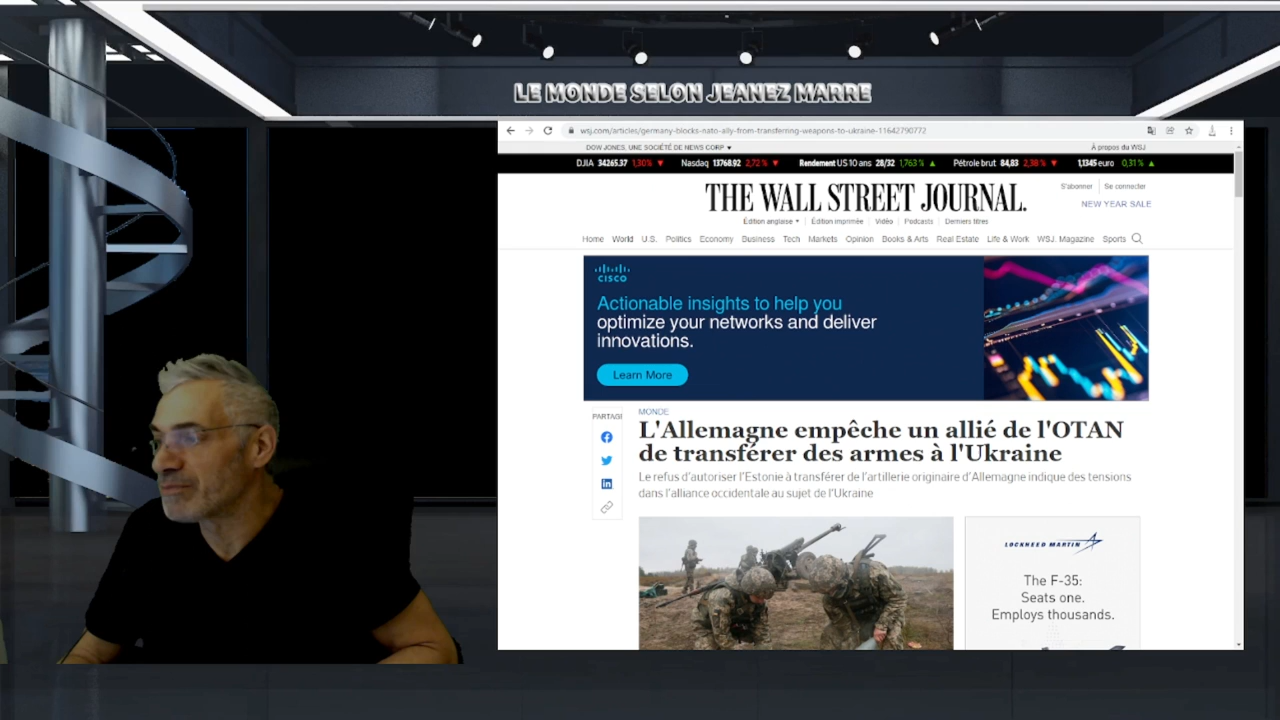 LE MONDE SELON JEANEZ MARRE
wsj.com/articles/germany-blocks-nato-ally-from-transferring-weapons-to-ukraine-11642790772
DOW JONES, UNE SOCIÉTÉ DE NEWS CORP ▼ À propos du WSJ
DJIA 34265.37 1,30% ▼ Nasdaq 13768.92 2,72 % ▼ Rendement US 10 ans 28/32 1,763 % ▲ Pétrole brut 84,83 2,38 % ▼ 1,1345 euro 0,31 % ▲
THE WALL STREET JOURNAL.
S'abonner Se connecter
NEW YEAR SALE
Édition anglaise ▼ Édition imprimée Vidéo Podcasts Derniers titres
Home World U.S. Politics Economy Business Tech Markets Opinion Books & Arts Real Estate Life & Work WSJ. Magazine Sports
CISCO
Actionable insights to help you
optimize your networks and deliver
innovations.
Learn More
PARTAGI
MONDE
L'Allemagne empêche un allié de l'OTAN
de transférer des armes à l'Ukraine
Le refus d'autoriser l'Estonie à transférer de l'artillerie originaire d'Allemagne indique des tensions
dans l'alliance occidentale au sujet de l'Ukraine
LOCKHEED MARTIN
The F-35:
Seats one.
Employs thousands.